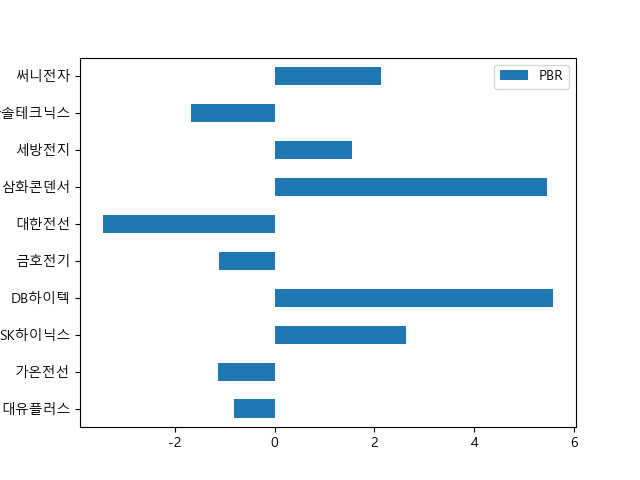 써니전자
솔테크닉스
세방전지
삼화콘덴서
대한전선
금호전기
DB하이텍
SK하이닉스
가온전선
대유플러스
PBR
-2
0
2
4
6